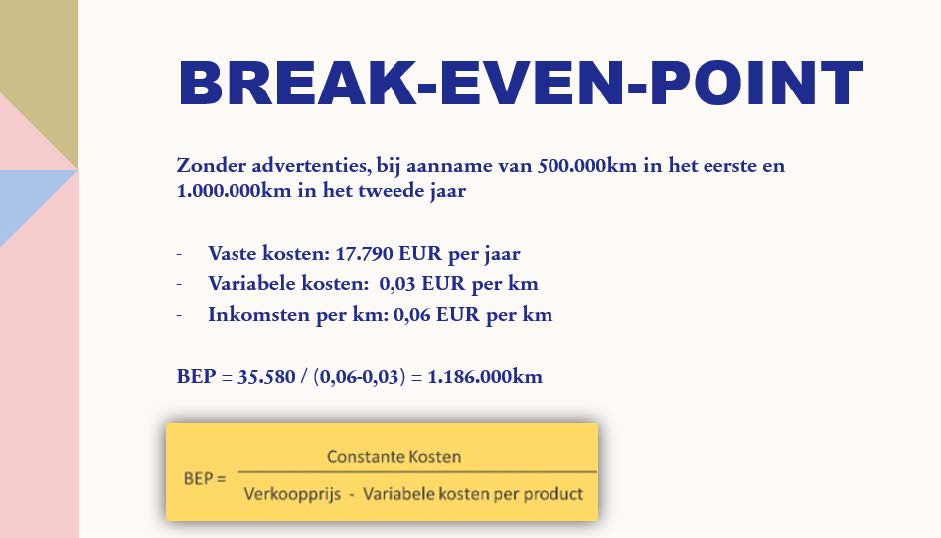 BREAK-EVEN-POINT
Zonder advertenties, bij aanname van 500.000km in het eerste en
1.000.000km in het tweede jaar
- Vaste kosten: 17.790 EUR per jaar
- Variabele kosten: 0,03 EUR per km
- Inkomsten per km: 0,06 EUR per km
BEP = 35.580 / (0,06-0,03) = 1.186.000km
Constante Kosten
BEP =
Verkoopprijs - Variabele kosten per product